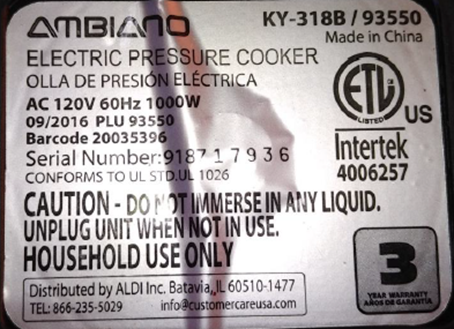 AMBIANO
KY-318B / 93550
Made in China
ELECTRIC PRESSURE COOKER
OLLA DE PRESIÓN ELÉCTRICA
AC 120V 60Hz 1000W
09/2016 PLU 93550
Barcode 20035396
Serial Number: 918717936
CONFORMS TO UL STD.UL 1026
ETL
LISTED
US
Intertek
4006257
CAUTION - DO NOT IMMERSE IN ANY LIQUID.
UNPLUG UNIT WHEN NOT IN USE.
HOUSEHOLD USE ONLY
Distributed by ALDI Inc. Batavia, IL 60510-1477
TEL: 866-235-5029 info@customercareusa.com
3
YEAR WARRANTY
AÑOS DE GARANTÍA